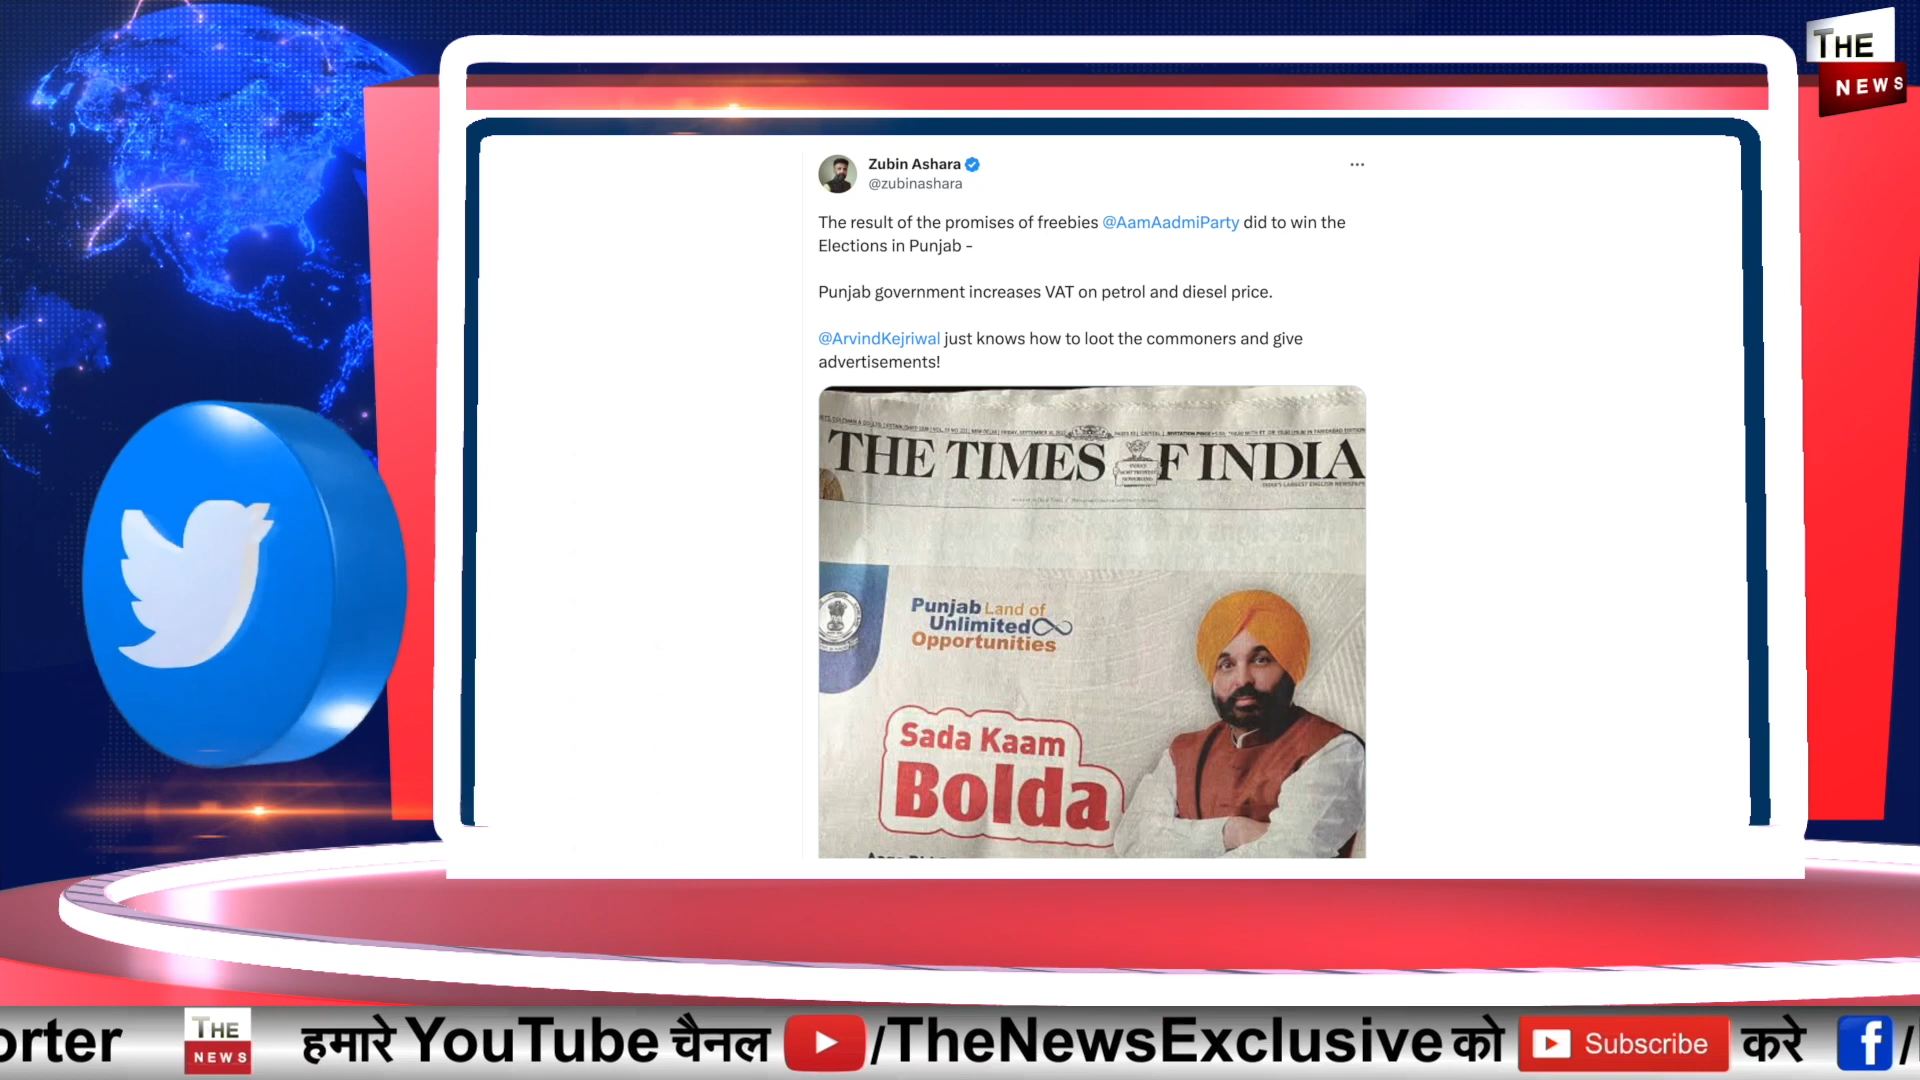 THE
NEWS
Zubin Ashara
@zubinashara
The result of the promises of freebies @AamAadmiParty did to win the
Elections in Punjab -
Punjab government increases VAT on petrol and diesel price.
@ArvindKejriwal just knows how to loot the commoners and give
advertisements!
THE TIMES OF INDIA
Punjab Land of
Unlimited
Opportunities
Sada Kaam
Bolda
orter THE NEWS हमारे YouTube चैनल /TheNewsExclusive को Subscribe करे f/